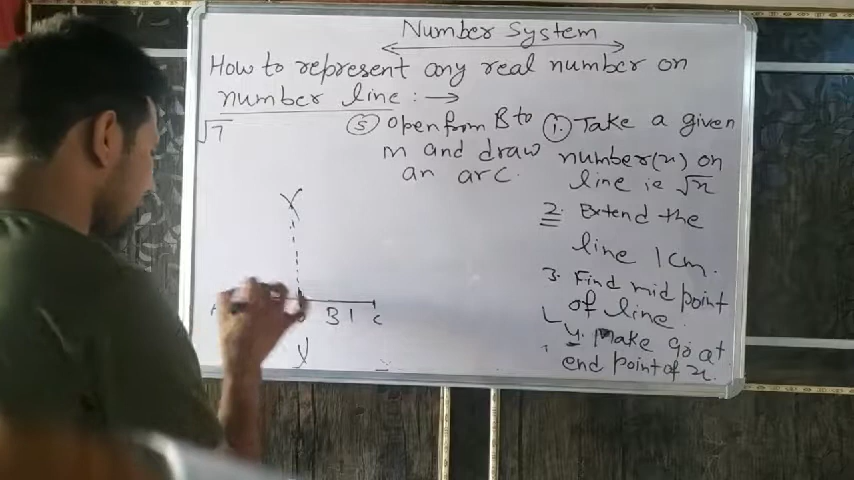 Number System
How to represent any real number on
number line : →
√7
⑤ open from B to
m and draw
an arc.
①. Take a given
number(x) on
line ie √x
2. Extend the
line 1cm.
3. Find mid point
of line.
4. Make 90 at
end point of x.
B 1 C